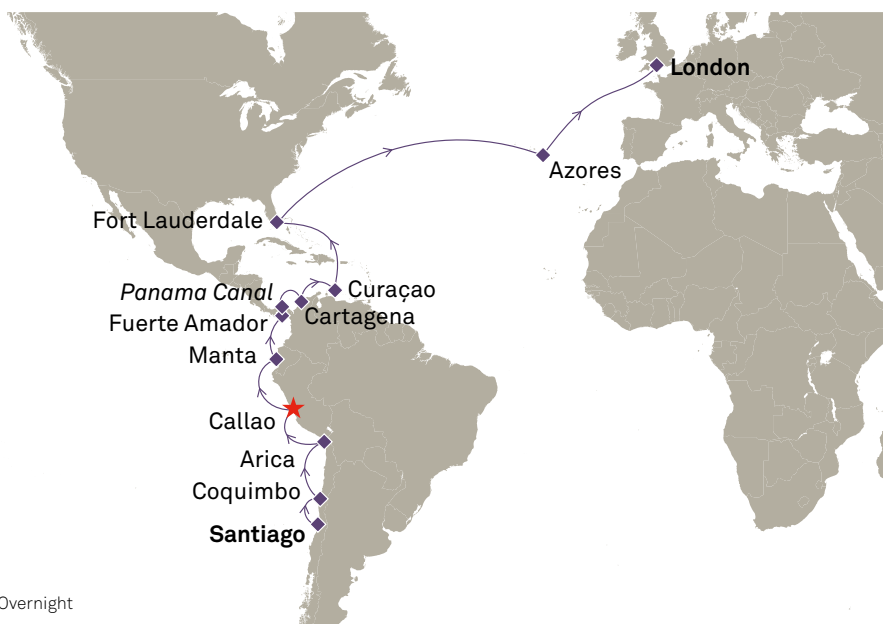 London
Azores
Fort Lauderdale
Panama Canal
Curaçao
Fuerte Amador
Cartagena
Manta
Callao
Arica
Coquimbo
Santiago
Overnight